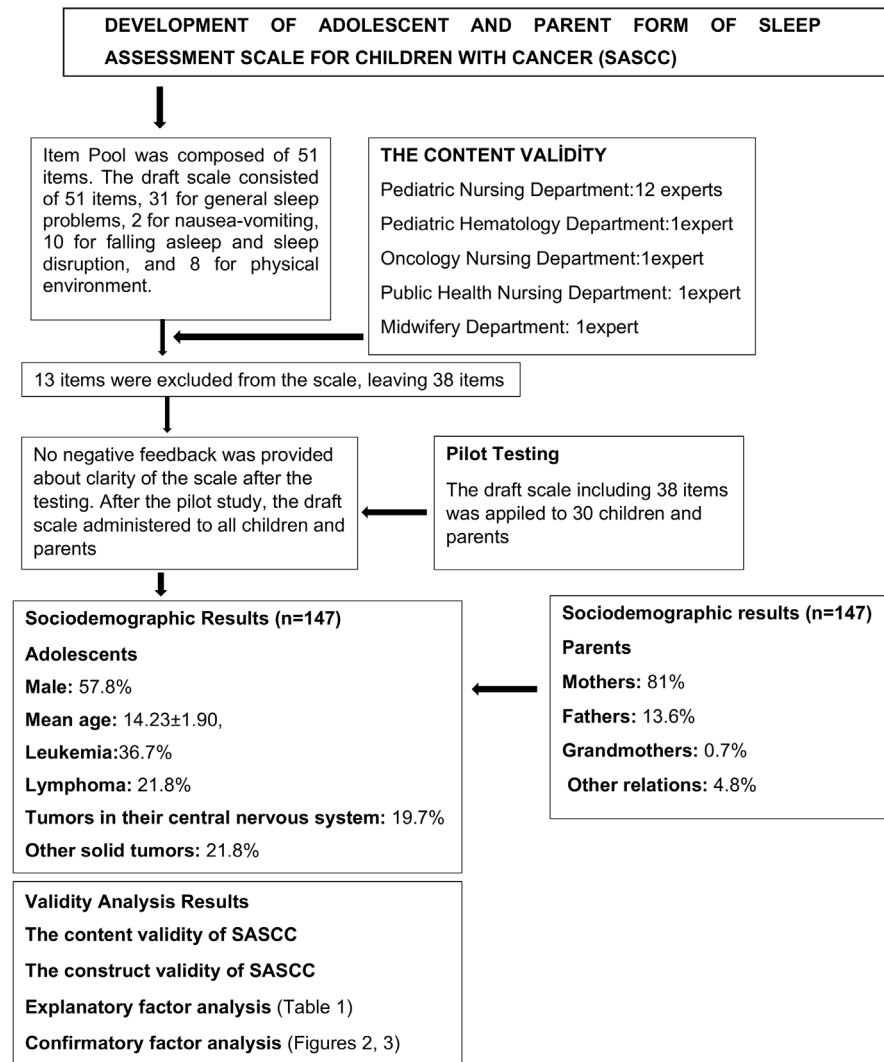 DEVELOPMENT OF ADOLESCENT AND PARENT FORM OF SLEEP
ASSESSMENT SCALE FOR CHILDREN WITH CANCER (SASCC)
Item Pool was composed of 51
items. The draft scale consisted
of 51 items, 31 for general sleep
problems, 2 for nausea-vomiting,
10 for falling asleep and sleep
disruption, and 8 for physical
environment.
THE CONTENT VALİDİTY
Pediatric Nursing Department:12 experts
Pediatric Hematology Department:1expert
Oncology Nursing Department:1expert
Public Health Nursing Department: 1expert
Midwifery Department: 1expert
13 items were excluded from the scale, leaving 38 items
No negative feedback was provided
about clarity of the scale after the
testing. After the pilot study, the draft
scale administered to all children and
parents
Pilot Testing
The draft scale including 38 items
was appiled to 30 children and
parents
Sociodemographic Results (n=147)
Adolescents
Male: 57.8%
Mean age: 14.23±1.90,
Leukemia:36.7%
Lymphoma: 21.8%
Tumors in their central nervous system: 19.7%
Other solid tumors: 21.8%
Sociodemographic results (n=147)
Parents
Mothers: 81%
Fathers: 13.6%
Grandmothers: 0.7%
Other relations: 4.8%
Validity Analysis Results
The content validity of SASCC
The construct validity of SASCC
Explanatory factor analysis (Table 1)
Confirmatory factor analysis (Figures 2, 3)